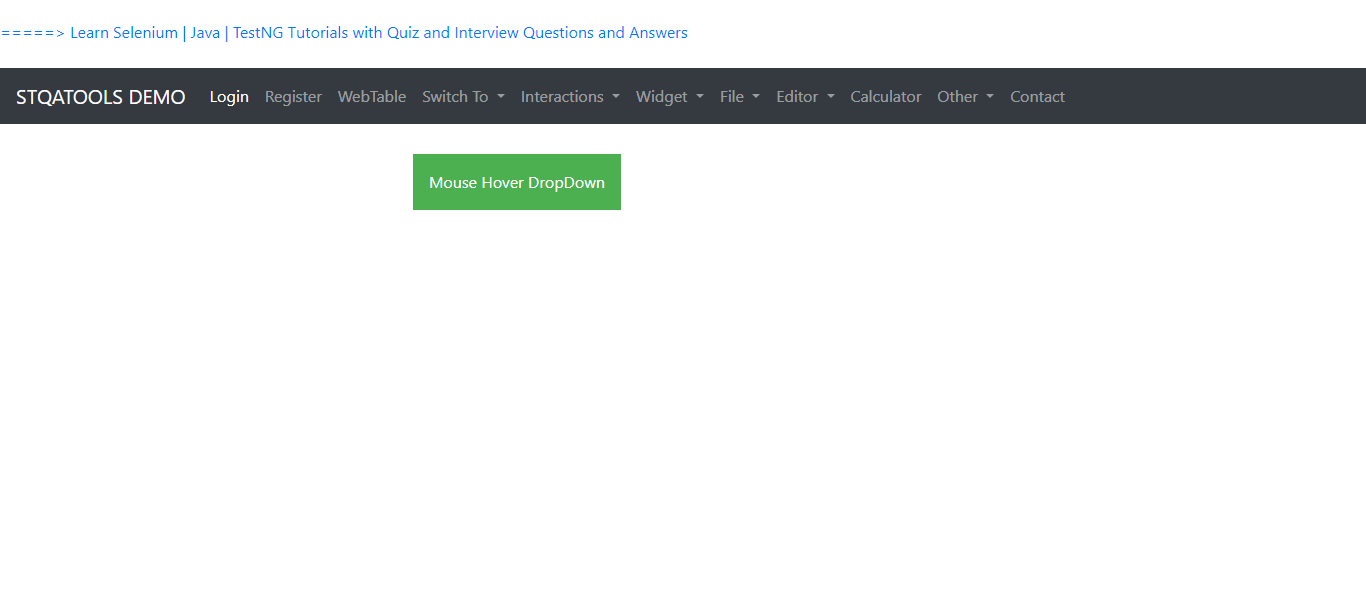 =====> Learn Selenium | Java | TestNG Tutorials with Quiz and Interview Questions and Answers
STQATOOLS DEMO Login Register WebTable Switch To Interactions Widget File Editor Calculator Other Contact
Mouse Hover DropDown